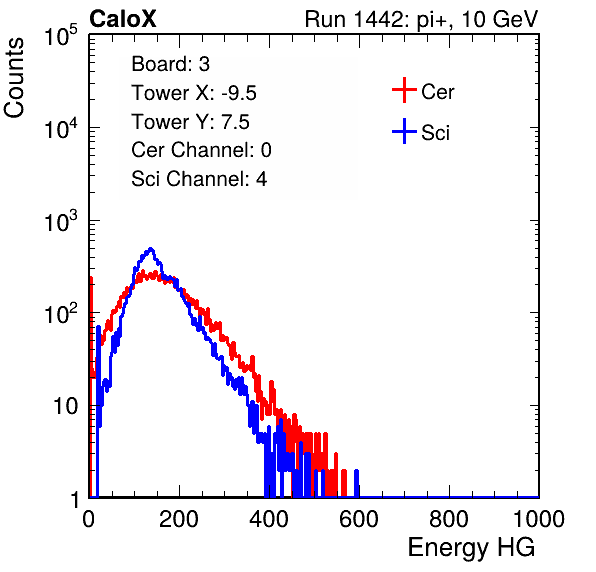 CaloX
Run 1442: pi+, 10 GeV
Counts
10^5
10^4
10^3
10^2
10
1
Board: 3
Tower X: -9.5
Tower Y: 7.5
Cer Channel: 0
Sci Channel: 4
Cer
Sci
0 200 400 600 800 1000
Energy HG